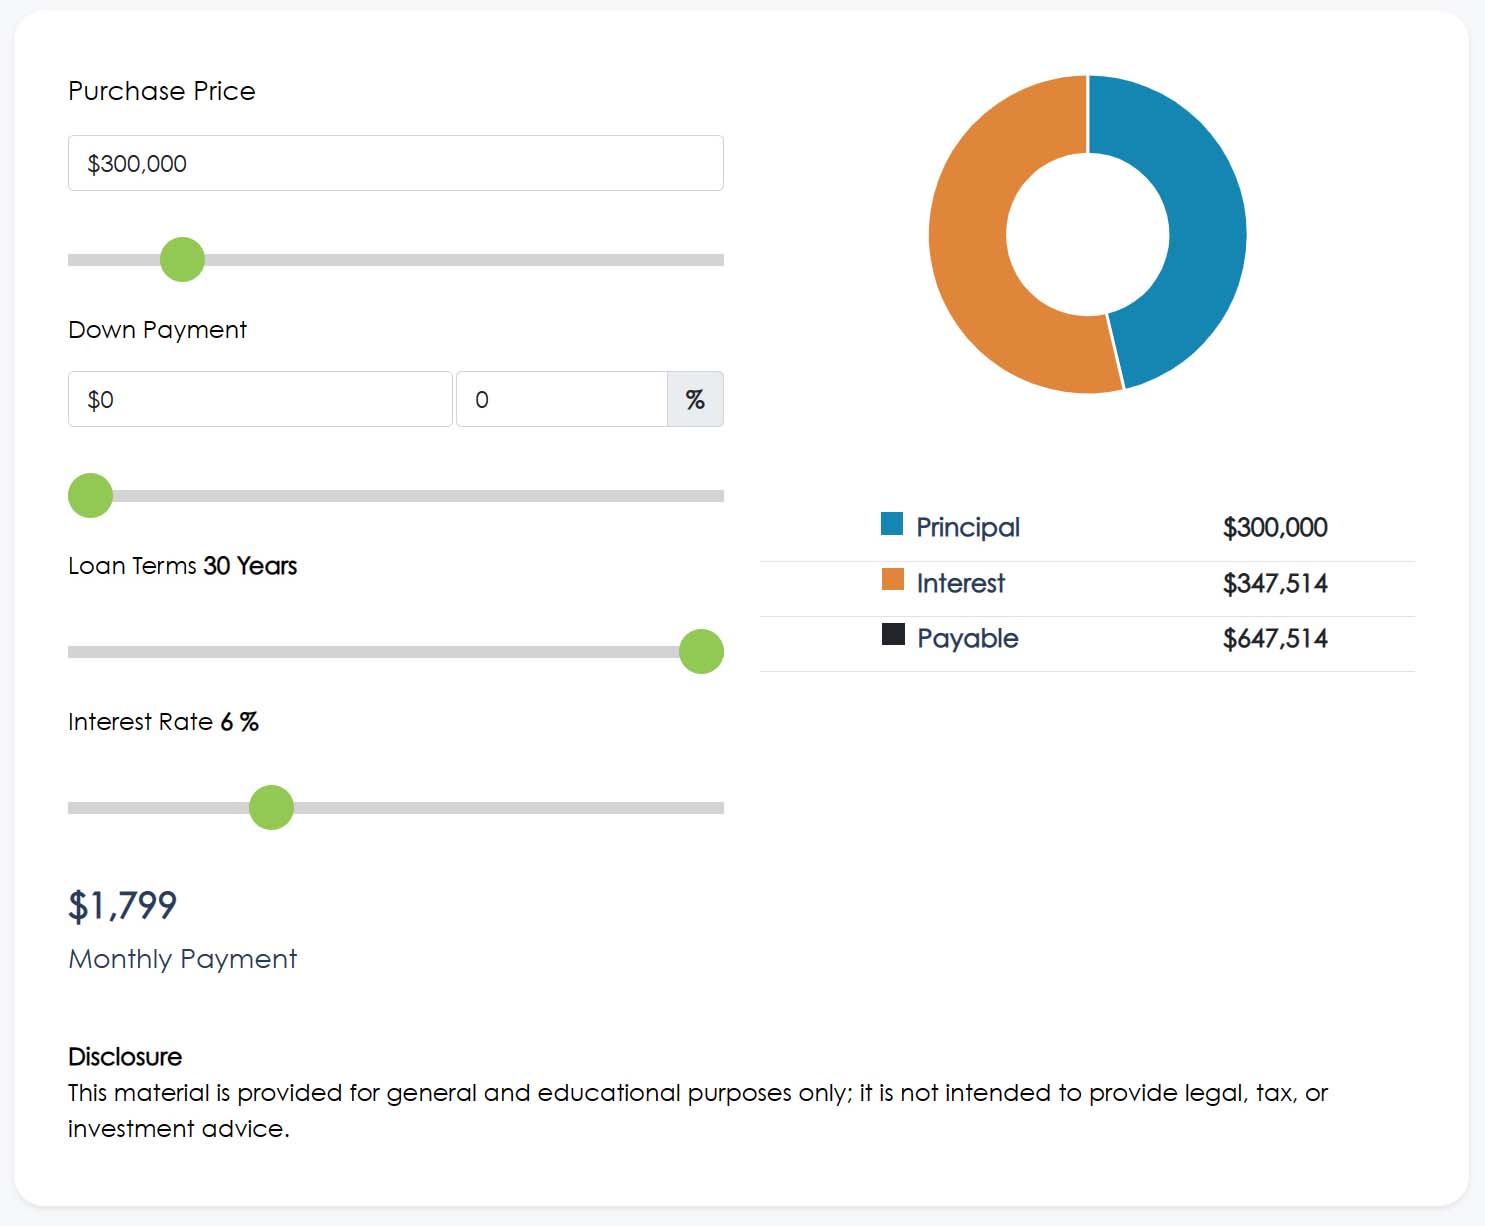 Purchase Price
$300,000
Down Payment
$0 0 %
Loan Terms 30 Years
Interest Rate 6 %
$1,799
Monthly Payment
Principal $300,000
Interest $347,514
Payable $647,514
Disclosure
This material is provided for general and educational purposes only; it is not intended to provide legal, tax, or
investment advice.